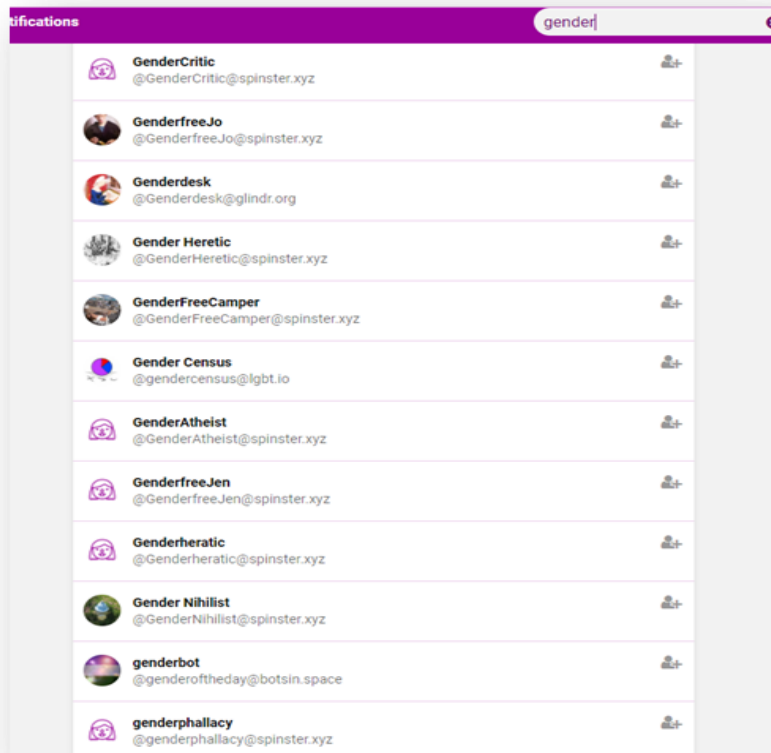 tifications
gender
GenderCritic
@GenderCritic@spinster.xyz
GenderfreeJo
@GenderfreeJo@spinster.xyz
Genderdesk
@Genderdesk@glindr.org
Gender Heretic
@GenderHeretic@spinster.xyz
GenderFreeCamper
@GenderFreeCamper@spinster.xyz
Gender Census
@gendercensus@lgbt.io
GenderAtheist
@GenderAtheist@spinster.xyz
GenderfreeJen
@GenderfreeJen@spinster.xyz
Genderheratic
@Genderheratic@spinster.xyz
Gender Nihilist
@GenderNihilist@spinster.xyz
genderbot
@genderoftheday@botsin.space
genderphallacy
@genderphallacy@spinster.xyz